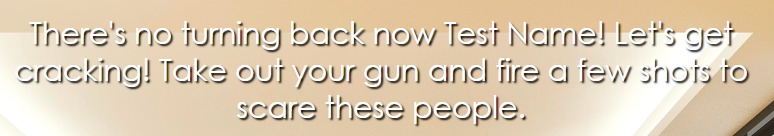 There's no turning back now Test Name! Let's get
cracking! Take out your gun and fire a few shots to
scare these people.